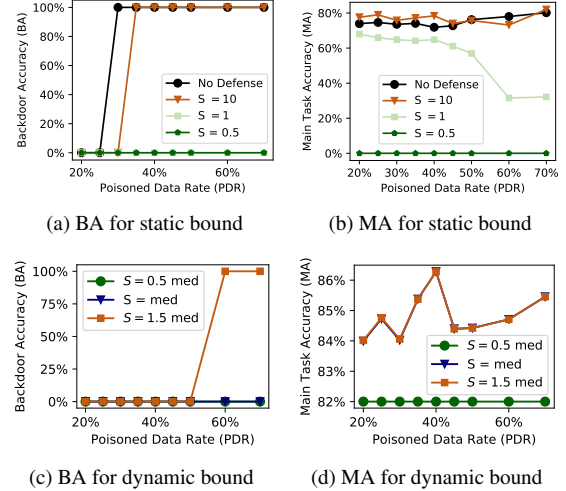 Backdoor Accuracy (BA)
100%
80%
60%
40%
20%
0%
No Defense
S = 10
S = 1
S = 0.5
20% 40% 60%
Poisoned Data Rate (PDR)
(a) BA for static bound
Main Task Accuracy (MA)
80%
60%
40%
20%
0%
No Defense
S = 10
S = 1
S = 0.5
20% 30% 40% 50% 60% 70%
Poisoned Data Rate (PDR)
(b) MA for static bound
Backdoor Accuracy (BA)
100%
75%
50%
25%
0%
S = 0.5 med
S = med
S = 1.5 med
20% 40% 60%
Poisoned Data Rate (PDR)
(c) BA for dynamic bound
Main Task Accuracy (MA)
86%
85%
84%
83%
82%
S = 0.5 med
S = med
S = 1.5 med
20% 30% 40% 50% 60% 70%
Poisoned Data Rate (PDR)
(d) MA for dynamic bound